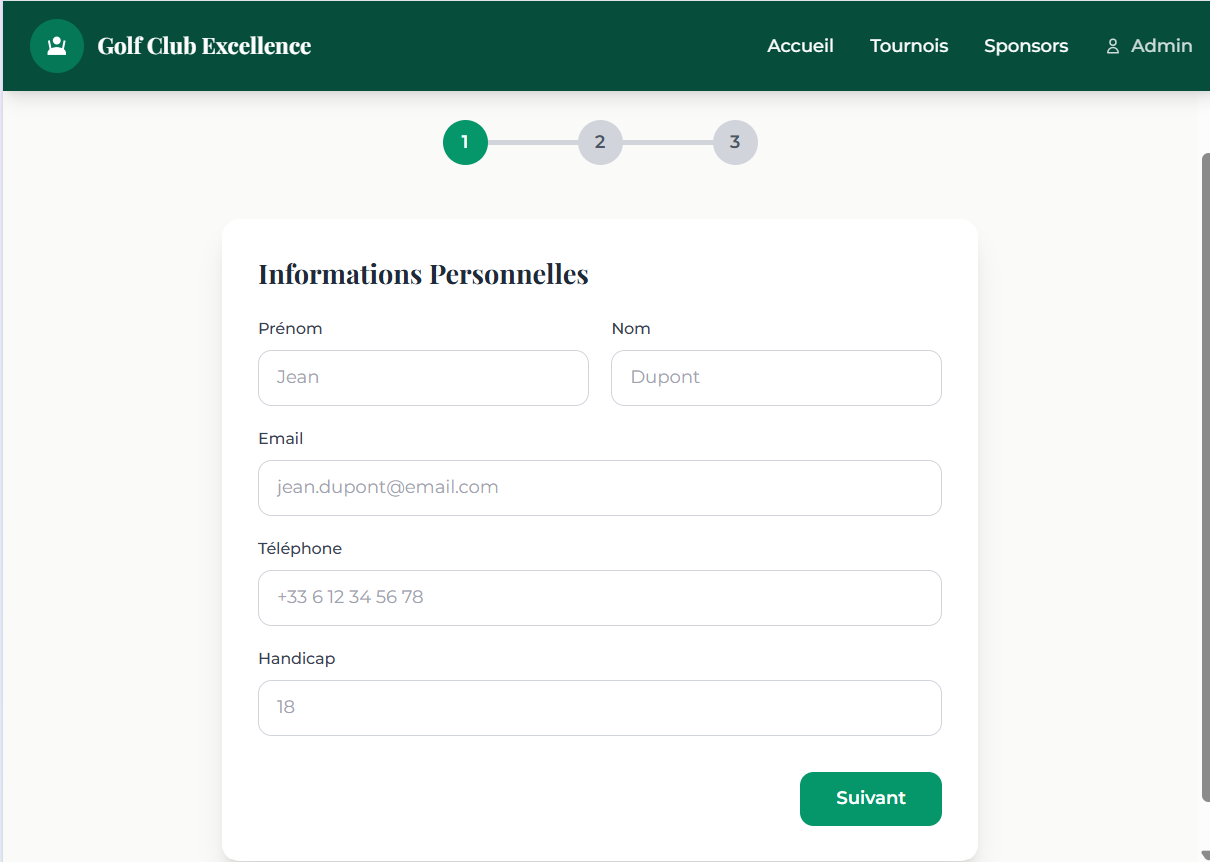 Golf Club Excellence
Accueil Tournois Sponsors Admin
1 2 3
Informations Personnelles
Prénom Nom
Jean Dupont
Email
jean.dupont@email.com
Téléphone
+33 6 12 34 56 78
Handicap
18
Suivant